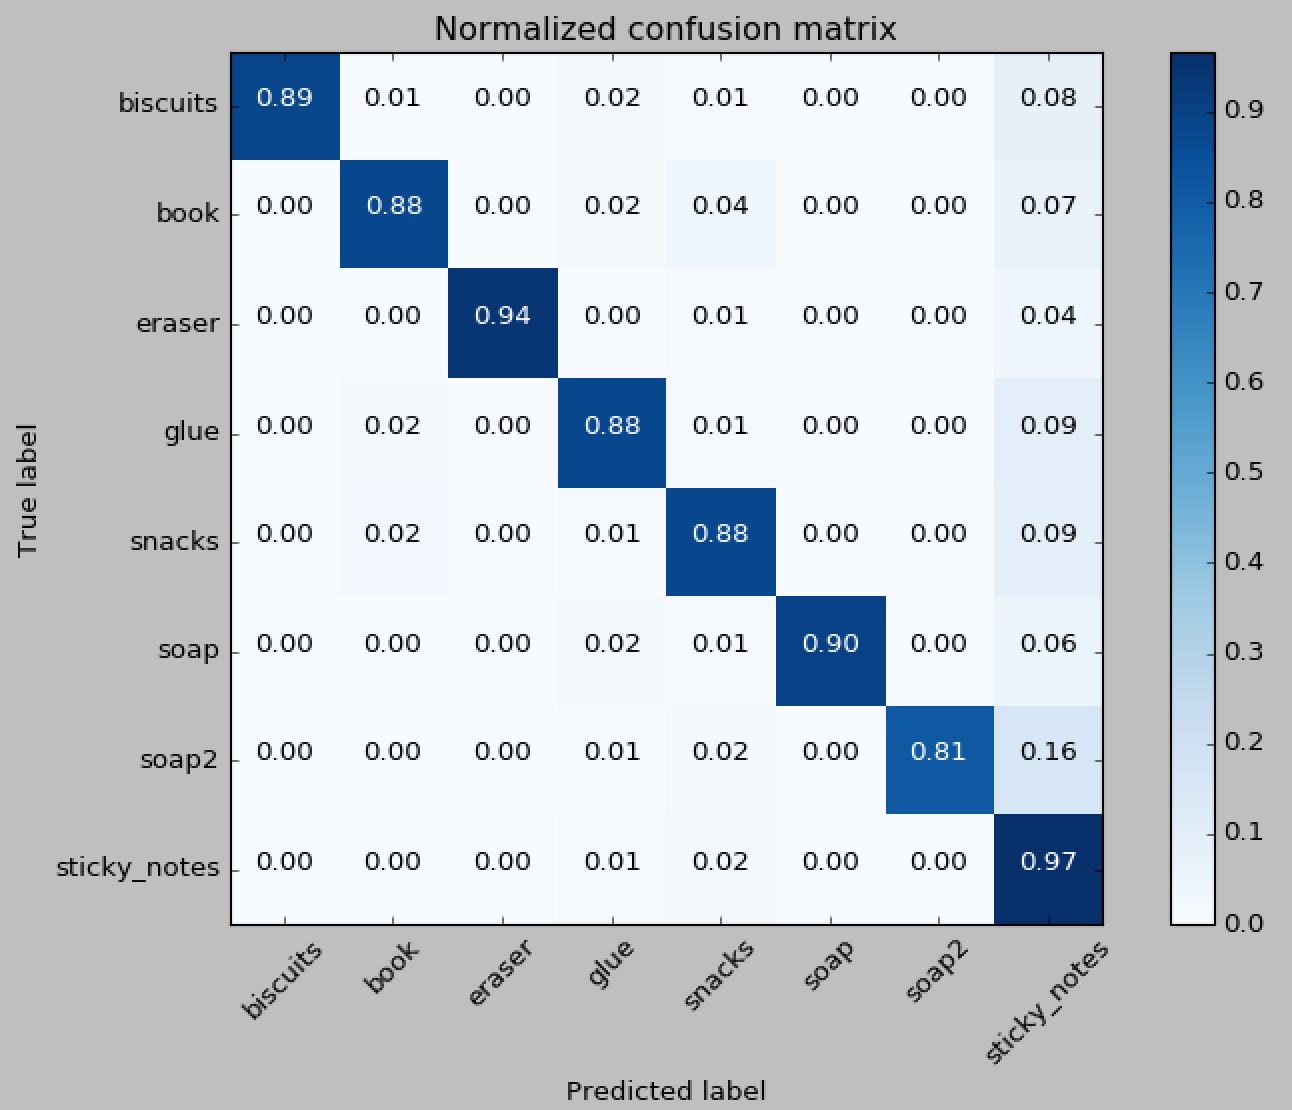 Normalized confusion matrix
biscuits 0.89 0.01 0.00 0.02 0.01 0.00 0.00 0.08
book 0.00 0.88 0.00 0.02 0.04 0.00 0.00 0.07
eraser 0.00 0.00 0.94 0.00 0.01 0.00 0.00 0.04
glue 0.00 0.02 0.00 0.88 0.01 0.00 0.00 0.09
snacks 0.00 0.02 0.00 0.01 0.88 0.00 0.00 0.09
soap 0.00 0.00 0.00 0.02 0.01 0.90 0.00 0.06
soap2 0.00 0.00 0.00 0.01 0.02 0.00 0.81 0.16
sticky_notes 0.00 0.00 0.00 0.01 0.02 0.00 0.00 0.97
True label
biscuits book eraser glue snacks soap soap2 sticky_notes
Predicted label
0.9
0.8
0.7
0.6
0.5
0.4
0.3
0.2
0.1
0.0